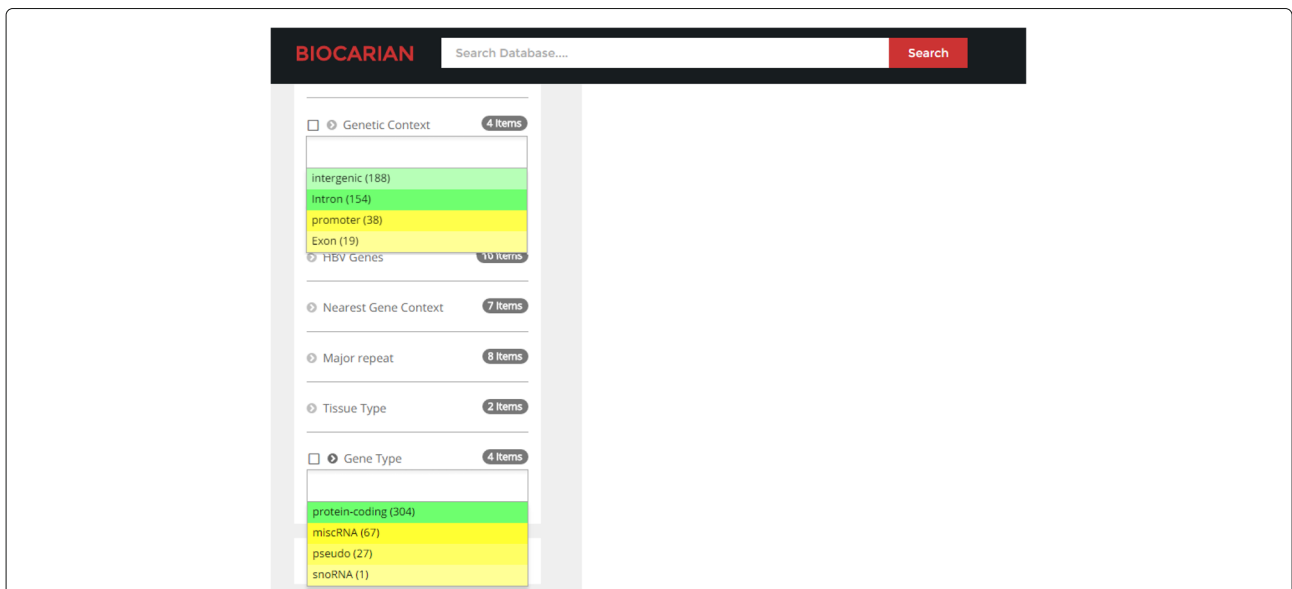 BIOCARIAN Search Database.... Search
Genetic Context 4 Items
intergenic (188)
Intron (154)
promoter (38)
Exon (19)
HBV Genes 10 Items
Nearest Gene Context 7 Items
Major repeat 8 Items
Tissue Type 2 Items
Gene Type 4 Items
protein-coding (304)
miscRNA (67)
pseudo (27)
snoRNA (1)